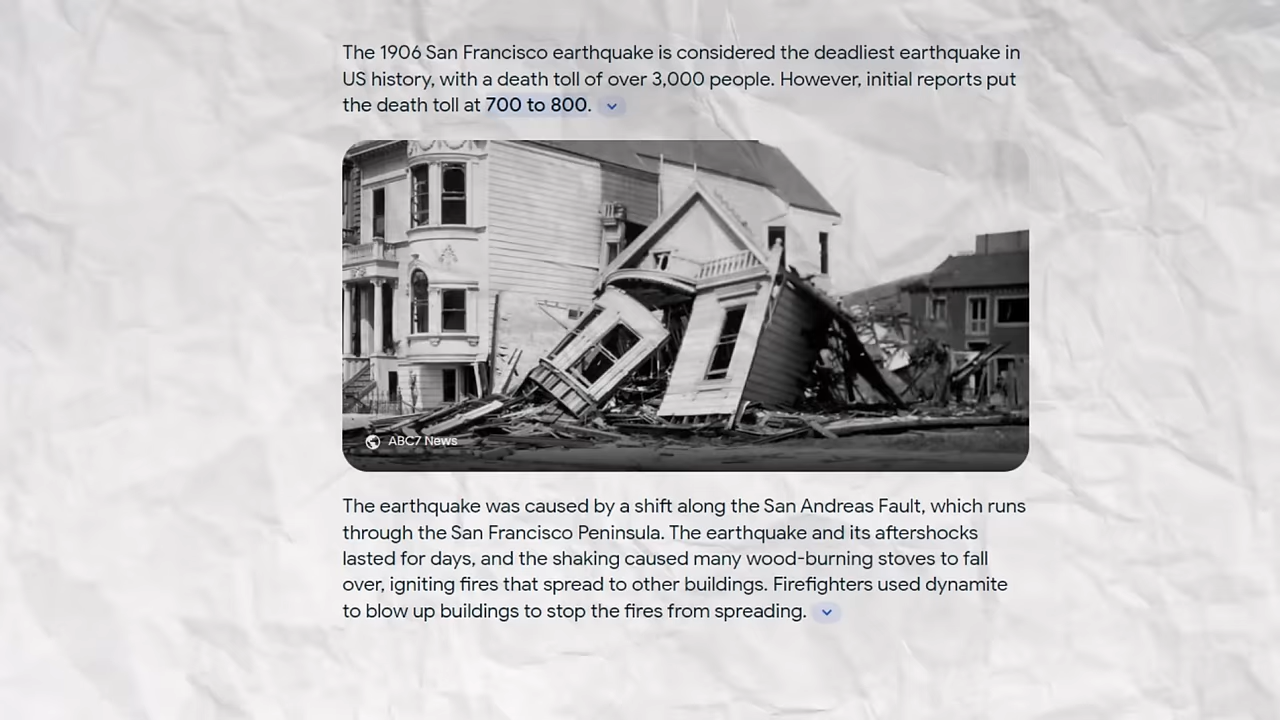 The 1906 San Francisco earthquake is considered the deadliest earthquake in
US history, with a death toll of over 3,000 people. However, initial reports put
the death toll at 700 to 800.
ABC7 News
The earthquake was caused by a shift along the San Andreas Fault, which runs
through the San Francisco Peninsula. The earthquake and its aftershocks
lasted for days, and the shaking caused many wood-burning stoves to fall
over, igniting fires that spread to other buildings. Firefighters used dynamite
to blow up buildings to stop the fires from spreading.